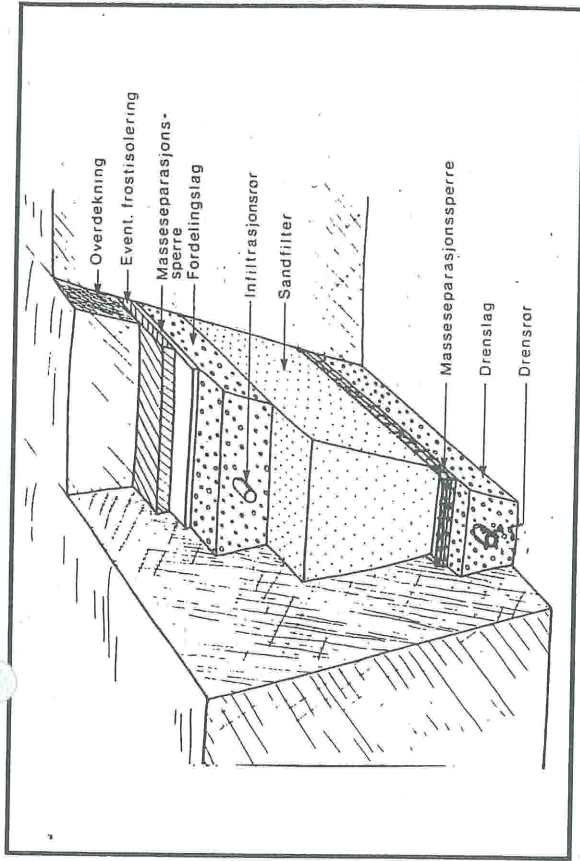 Overdekning
Event. frostisolering
Masseseparasjons-
sperre
Fordelingslag
Infiltrasjonsrør
Sandfilter
Masseseparasjonssperre
Drenslag
Drensrør